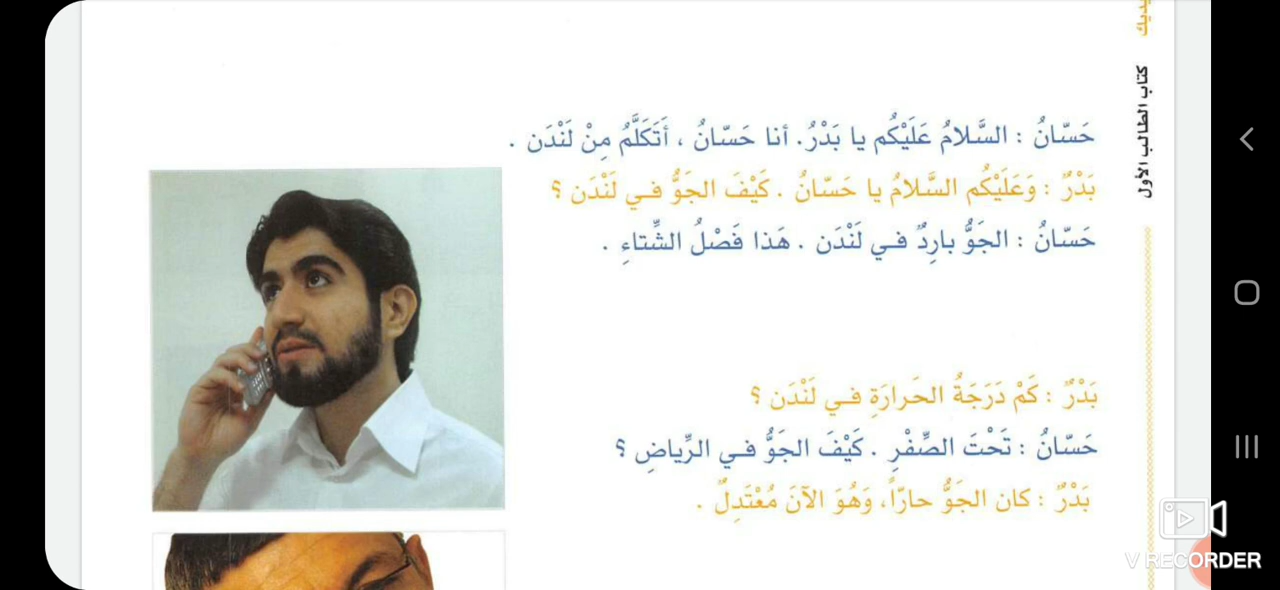 حَسّانُ : السَّلامُ عَلَيْكُم يا بَدْرُ. أنا حَسّانُ ، أَتَكَلَّمُ مِنْ لَنْدَن .
بَدْرٌ : وَعَلَيْكُم السَّلامُ يا حَسّانُ . كَيْفَ الجَوُّ في لَنْدَن ؟
حَسّانُ : الجَوُّ بارِدٌ في لَنْدَن . هَذا فَصْلُ الشِّتاءِ .
بَدْرٌ : كَمْ دَرَجَةُ الحَرارَةِ في لَنْدَن ؟
حَسّانُ : تَحْتَ الصِّفْرِ . كَيْفَ الجَوُّ في الرِّياضِ ؟
بَدْرٌ : كان الجَوُّ حارّاً، وَهُوَ الآنَ مُعْتَدِلٌ .
كتاب الطالب الأول
V RECORDER